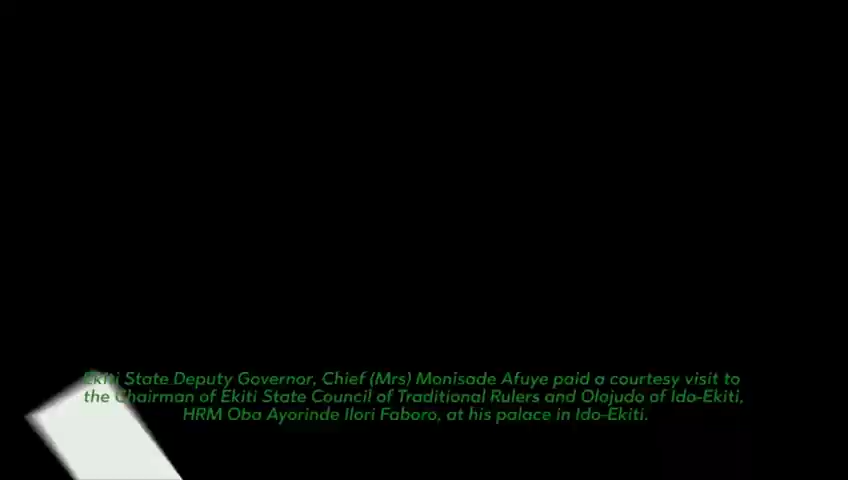 Ekiti State Deputy Governor, Chief (Mrs) Monisade Afuye paid a courtesy visit to
the Chairman of Ekiti State Council of Traditional Rulers and Olojudo of Ido-Ekiti,
HRM Oba Ayorinde Ilori Faboro, at his palace in Ido-Ekiti.